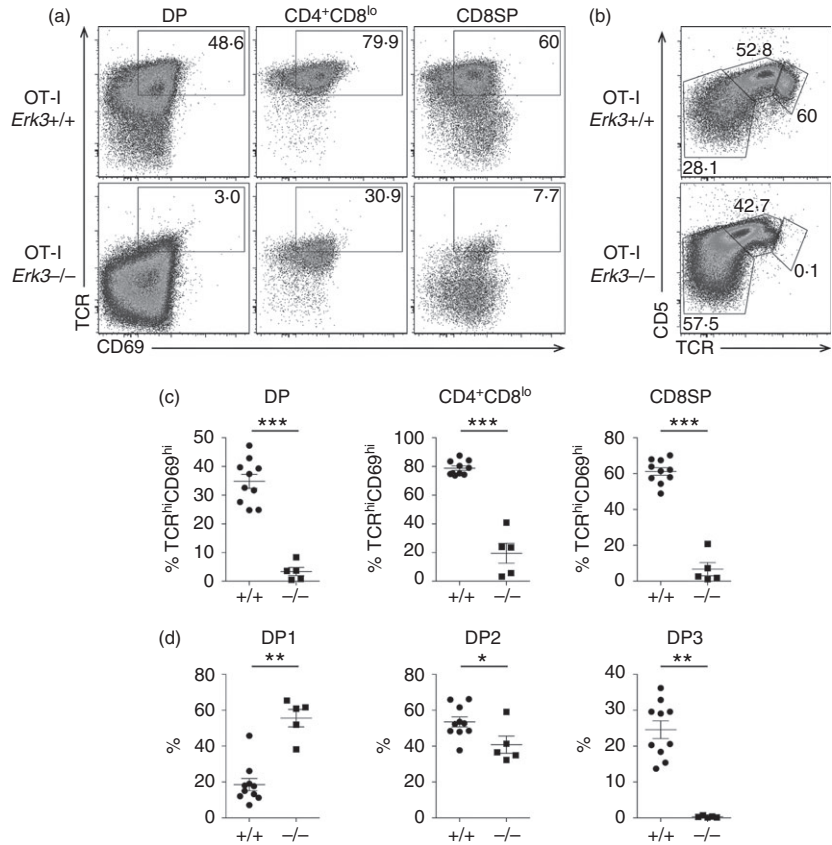 (a)
DP
CD4⁺CD8ˡᵒ
CD8SP
(b)
OT-I
Erk3+/+
48·6
79·9
60
52·8
60
28·1
OT-I
Erk3–/–
3·0
30·9
7·7
42·7
0·1
57·5
TCR
CD69
CD5
TCR
(c)
DP
CD4⁺CD8ˡᵒ
CD8SP
***
***
***
% TCRʰⁱCD69ʰⁱ
50
40
30
20
10
0
+/+
–/–
% TCRʰⁱCD69ʰⁱ
100
80
60
40
20
0
+/+
–/–
% TCRʰⁱCD69ʰⁱ
80
60
40
20
0
+/+
–/–
(d)
DP1
DP2
DP3
**
*
**
%
80
60
40
20
0
+/+
–/–
%
80
60
40
20
0
+/+
–/–
%
40
30
20
10
0
+/+
–/–